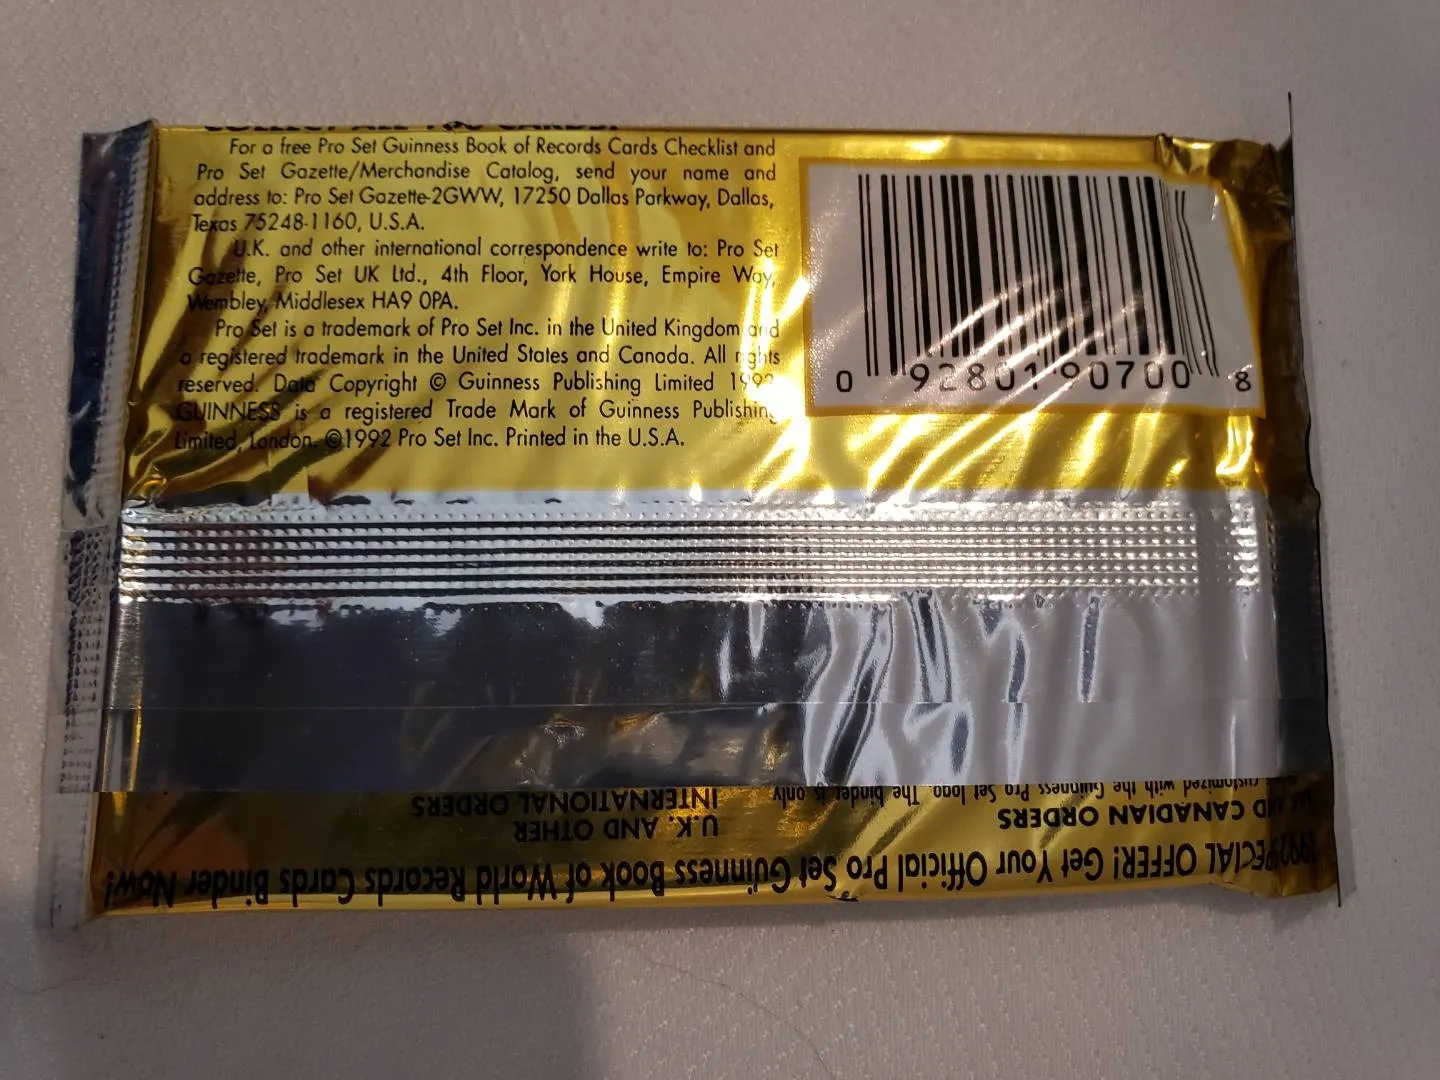 COLLECT ALL 100 CARDS!
For a free Pro Set Guinness Book of Records Cards Checklist and
Pro Set Gazette/Merchandise Catalog, send your name and
address to: Pro Set Gazette-2GWW, 17250 Dallas Parkway, Dallas,
Texas 75248-1160, U.S.A.
U.K. and other international correspondence write to: Pro Set
Gazette, Pro Set UK Ltd., 4th Floor, York House, Empire Way,
Wembley, Middlesex HA9 0PA.
Pro Set is a trademark of Pro Set Inc. in the United Kingdom and
a registered trademark in the United States and Canada. All rights
reserved. Data Copyright © Guinness Publishing Limited 1992
GUINNESS is a registered Trade Mark of Guinness Publishing
Limited, London. ©1992 Pro Set Inc. Printed in the U.S.A.
0 92801 90700 8
SPECIAL OFFER! Get Your Official Pro Set Guinness Book of World Records Cards Binder Now!
AND CANADIAN ORDERS
customized with the Guinness Pro Set logo. The binder is only
U.K. AND OTHER
INTERNATIONAL ORDERS